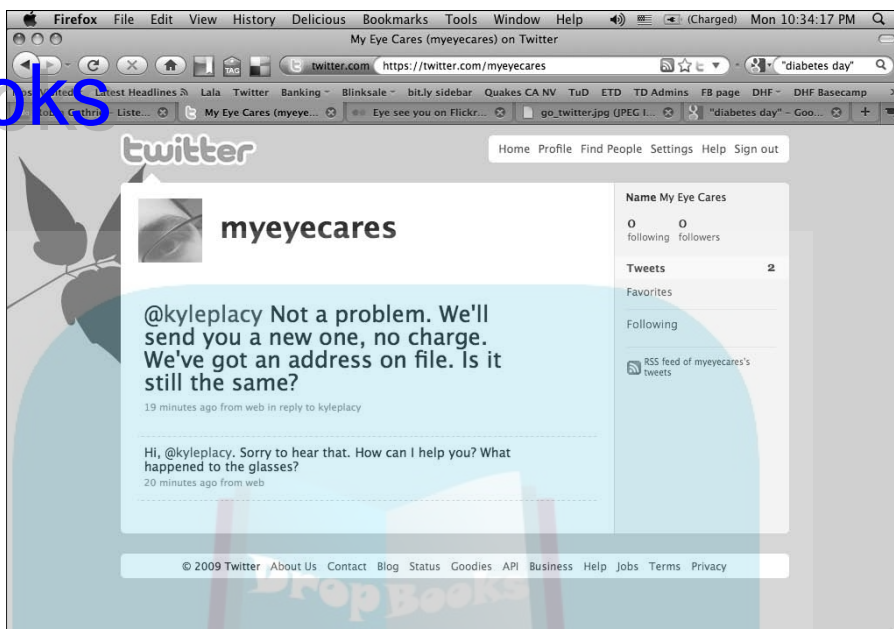 Firefox File Edit View History Delicious Bookmarks Tools Window Help (Charged) Mon 10:34:17 PM
My Eye Cares (myeyecares) on Twitter
TAG twitter.com https://twitter.com/myeyecares "diabetes day"
oks
Latest Headlines Lala Twitter Banking Blinksale bit.ly sidebar Quakes CA NV TuD ETD TD Admins FB page DHF DHF Basecamp
Guthrie - Liste... My Eye Cares (myeye... Eye see you on Flickr... go_twitter.jpg (JPEG I... "diabetes day" - Goo...
twitter
Home Profile Find People Settings Help Sign out
myeyecares
Name My Eye Cares
0 0
following followers
Tweets 2
Favorites
Following
RSS feed of myeyecares's
tweets
@kyleplacy Not a problem. We'll
send you a new one, no charge.
We've got an address on file. Is it
still the same?
19 minutes ago from web in reply to kyleplacy
Hi, @kyleplacy. Sorry to hear that. How can I help you? What
happened to the glasses?
20 minutes ago from web
© 2009 Twitter About Us Contact Blog Status Goodies API Business Help Jobs Terms Privacy
DropBooks